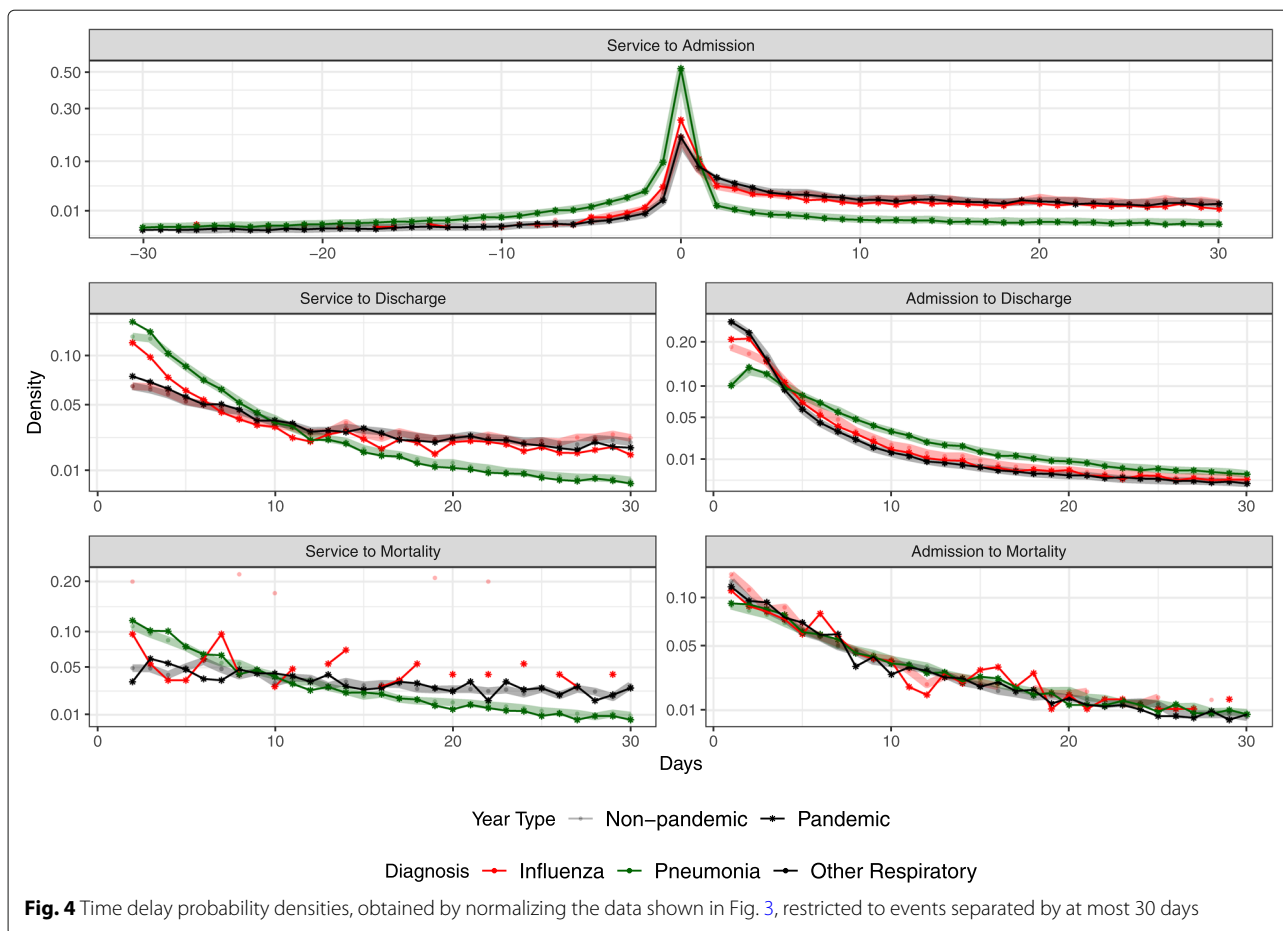 Service to Admission
0.50
0.30
0.10
0.01
−30 −20 −10 0 10 20 30
Service to Discharge Admission to Discharge
0.10
0.05
0.01
0.20
0.10
0.05
0.01
0 10 20 30
0 10 20 30
Density
Service to Mortality Admission to Mortality
0.20
0.10
0.05
0.01
0.10
0.05
0.01
0 10 20 30
0 10 20 30
Days
Year Type Non−pandemic Pandemic
Diagnosis Influenza Pneumonia Other Respiratory
Fig. 4 Time delay probability densities, obtained by normalizing the data shown in Fig. 3, restricted to events separated by at most 30 days